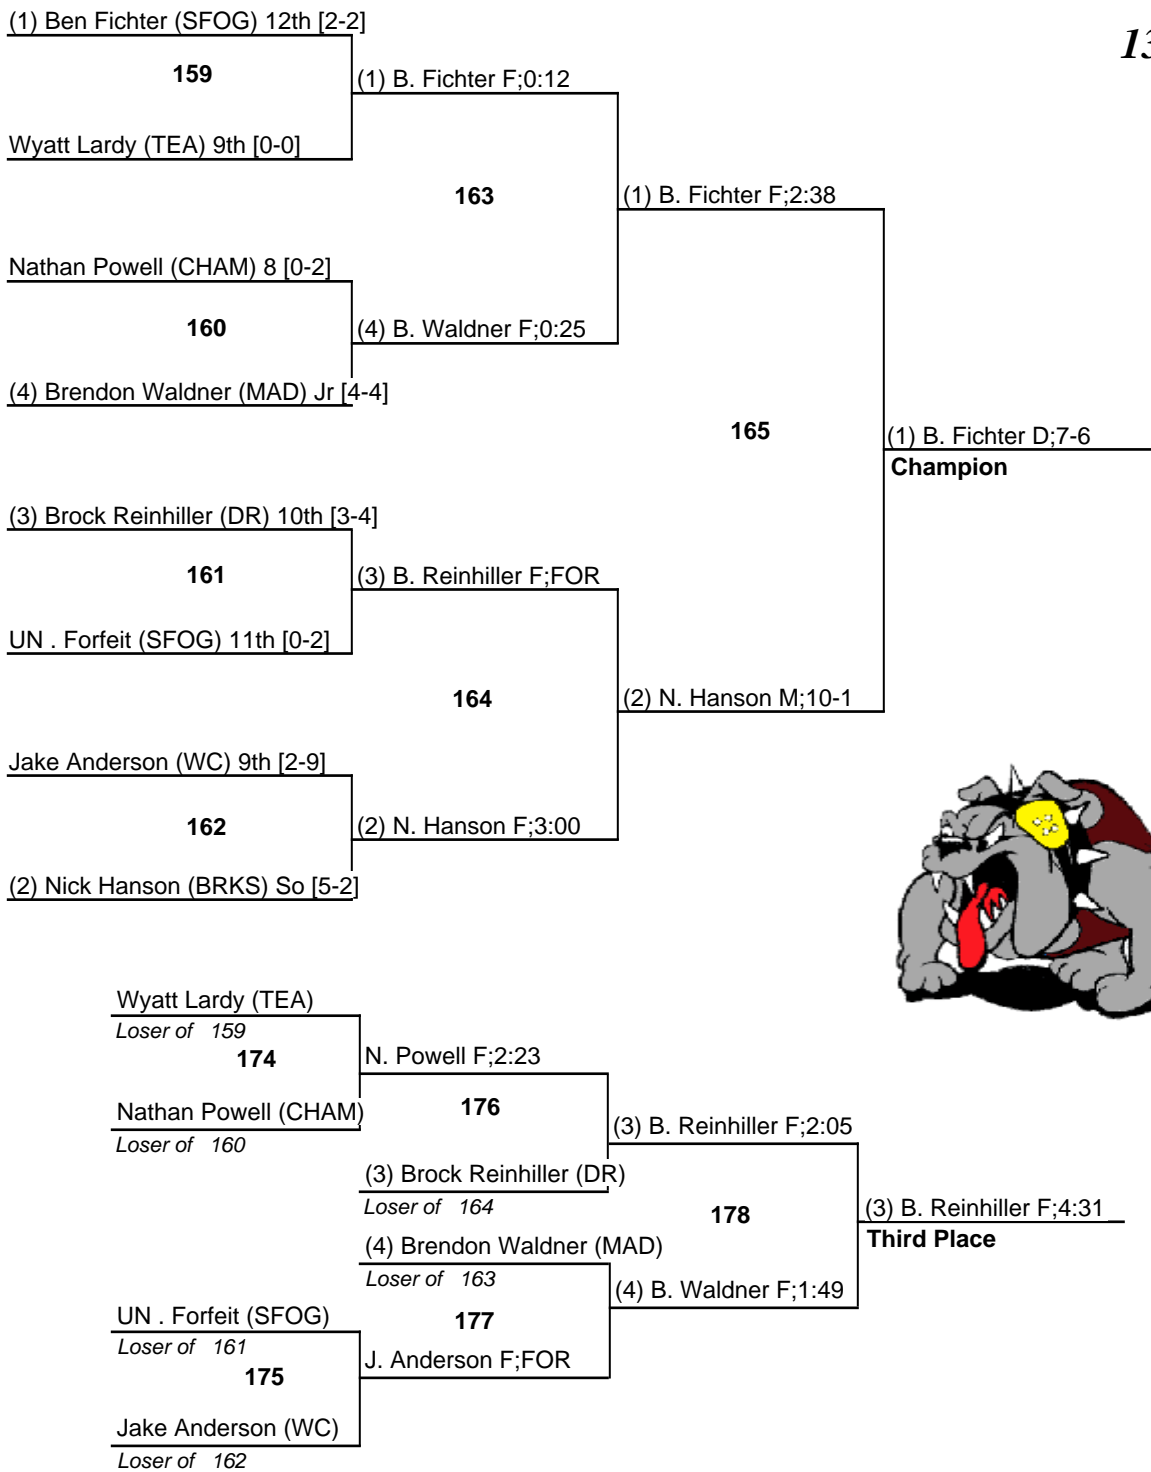 (1) Ben Fichter (SFOG) 12th [2-2]
13
159
(1) B. Fichter F;0:12
Wyatt Lardy (TEA) 9th [0-0]
163
(1) B. Fichter F;2:38
Nathan Powell (CHAM) 8 [0-2]
160
(4) B. Waldner F;0:25
(4) Brendon Waldner (MAD) Jr [4-4]
165
(1) B. Fichter D;7-6
Champion
(3) Brock Reinhiller (DR) 10th [3-4]
161
(3) B. Reinhiller F;FOR
UN . Forfeit (SFOG) 11th [0-2]
164
(2) N. Hanson M;10-1
Jake Anderson (WC) 9th [2-9]
162
(2) N. Hanson F;3:00
(2) Nick Hanson (BRKS) So [5-2]
Wyatt Lardy (TEA)
Loser of 159
174
N. Powell F;2:23
Nathan Powell (CHAM)
Loser of 160
176
(3) B. Reinhiller F;2:05
(3) Brock Reinhiller (DR)
Loser of 164
178
(3) B. Reinhiller F;4:31
Third Place
(4) Brendon Waldner (MAD)
Loser of 163
(4) B. Waldner F;1:49
UN . Forfeit (SFOG)
Loser of 161
177
J. Anderson F;FOR
175
Jake Anderson (WC)
Loser of 162